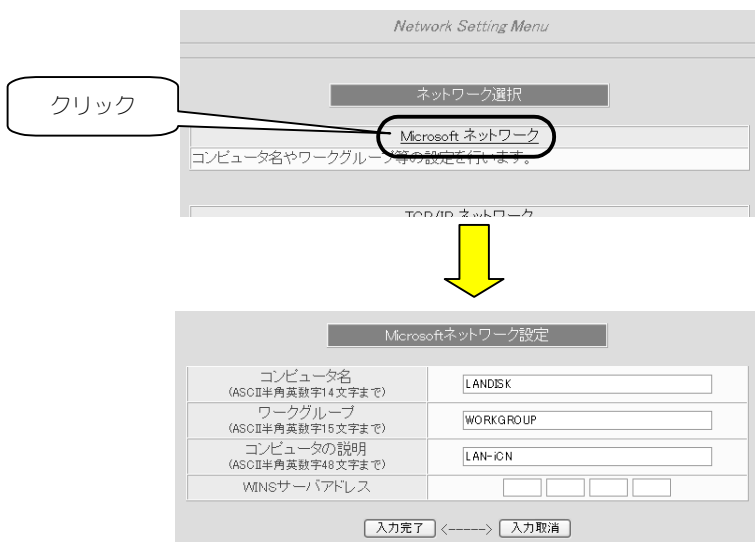 Network Setting Menu
ネットワーク選択
クリック
Microsoft ネットワーク
コンピュータ名やワークグループ等の設定を行います。
TCP/IP ネットワーク
Microsoftネットワーク設定
コンピュータ名
(ASCII半角英数字14文字まで)
LANDISK
ワークグループ
(ASCII半角英数字15文字まで)
WORKGROUP
コンピュータの説明
(ASCII半角英数字48文字まで)
LAN-iCN
WINSサーバアドレス
入力完了 <-----> 入力取消